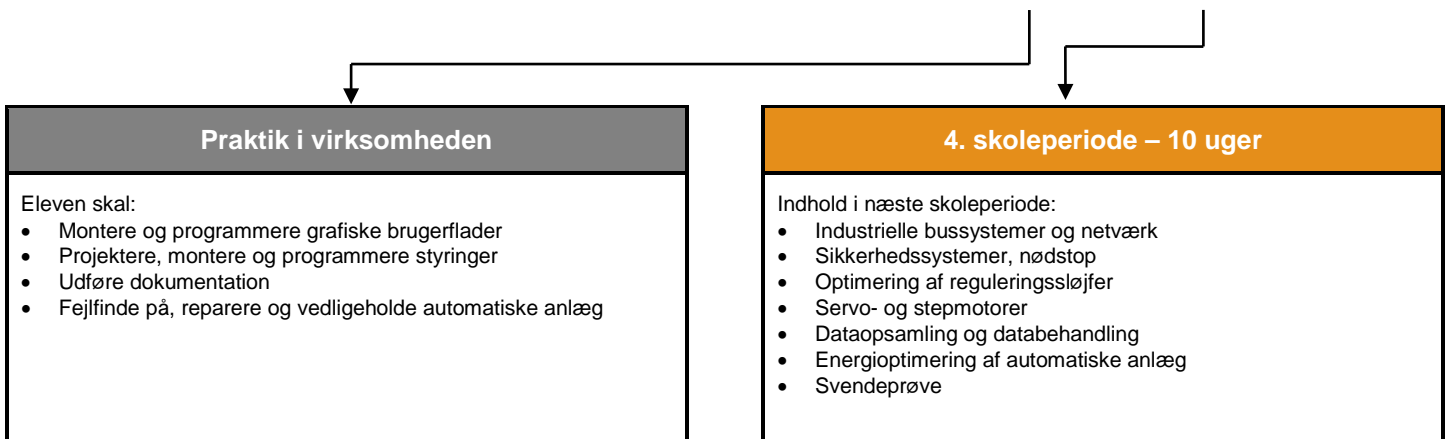 Praktik i virksomheden
Eleven skal:
• Montere og programmere grafiske brugerflader
• Projektere, montere og programmere styringer
• Udføre dokumentation
• Fejlfinde på, reparere og vedligeholde automatiske anlæg
4. skoleperiode – 10 uger
Indhold i næste skoleperiode:
• Industrielle bussystemer og netværk
• Sikkerhedssystemer, nødstop
• Optimering af reguleringssløjfer
• Servo- og stepmotorer
• Dataopsamling og databehandling
• Energioptimering af automatiske anlæg
• Svendeprøve